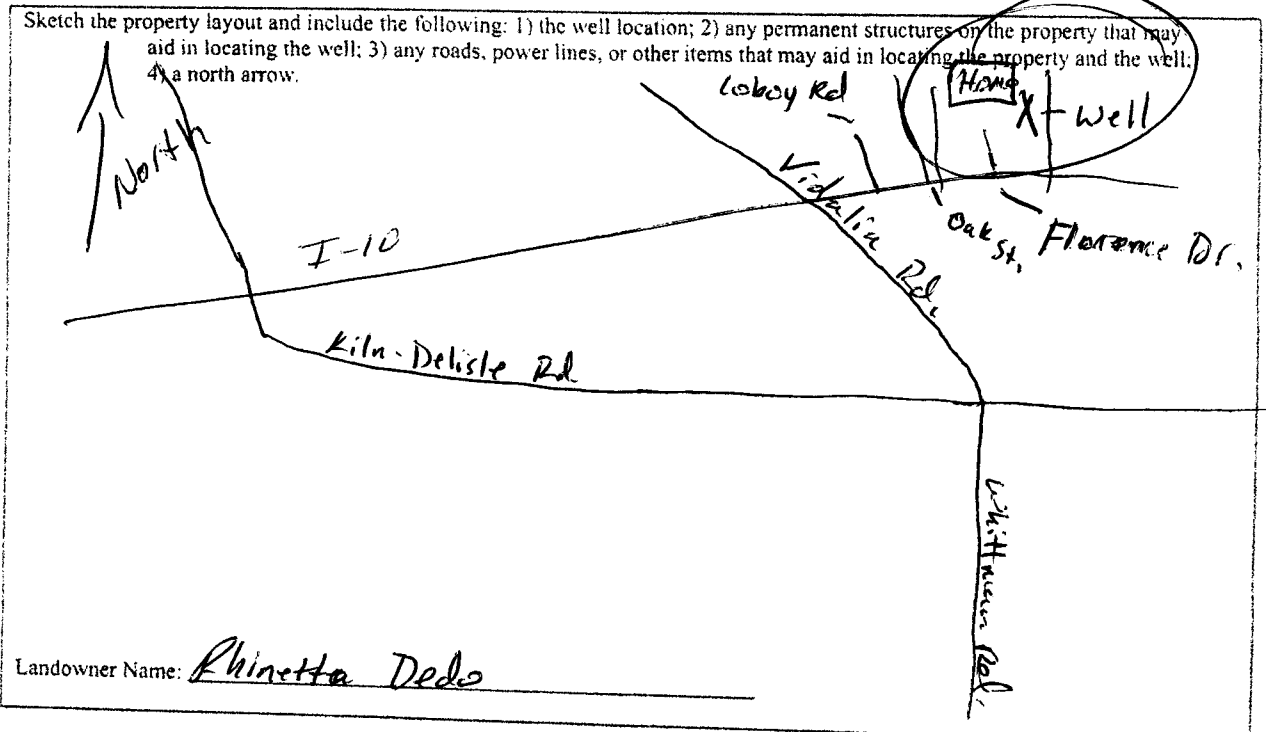 Sketch the property layout and include the following: 1) the well location; 2) any permanent structures on the property that may
aid in locating the well; 3) any roads, power lines, or other items that may aid in locating the property and the well;
4) a north arrow.
Home
Loboy Rd
X - Well
North
Vidalia Rd.
Oak St.
Florence Dr.
I-10
Kiln-Delisle Rd
Whittman Rd.
Landowner Name: Rhinetta Dedo